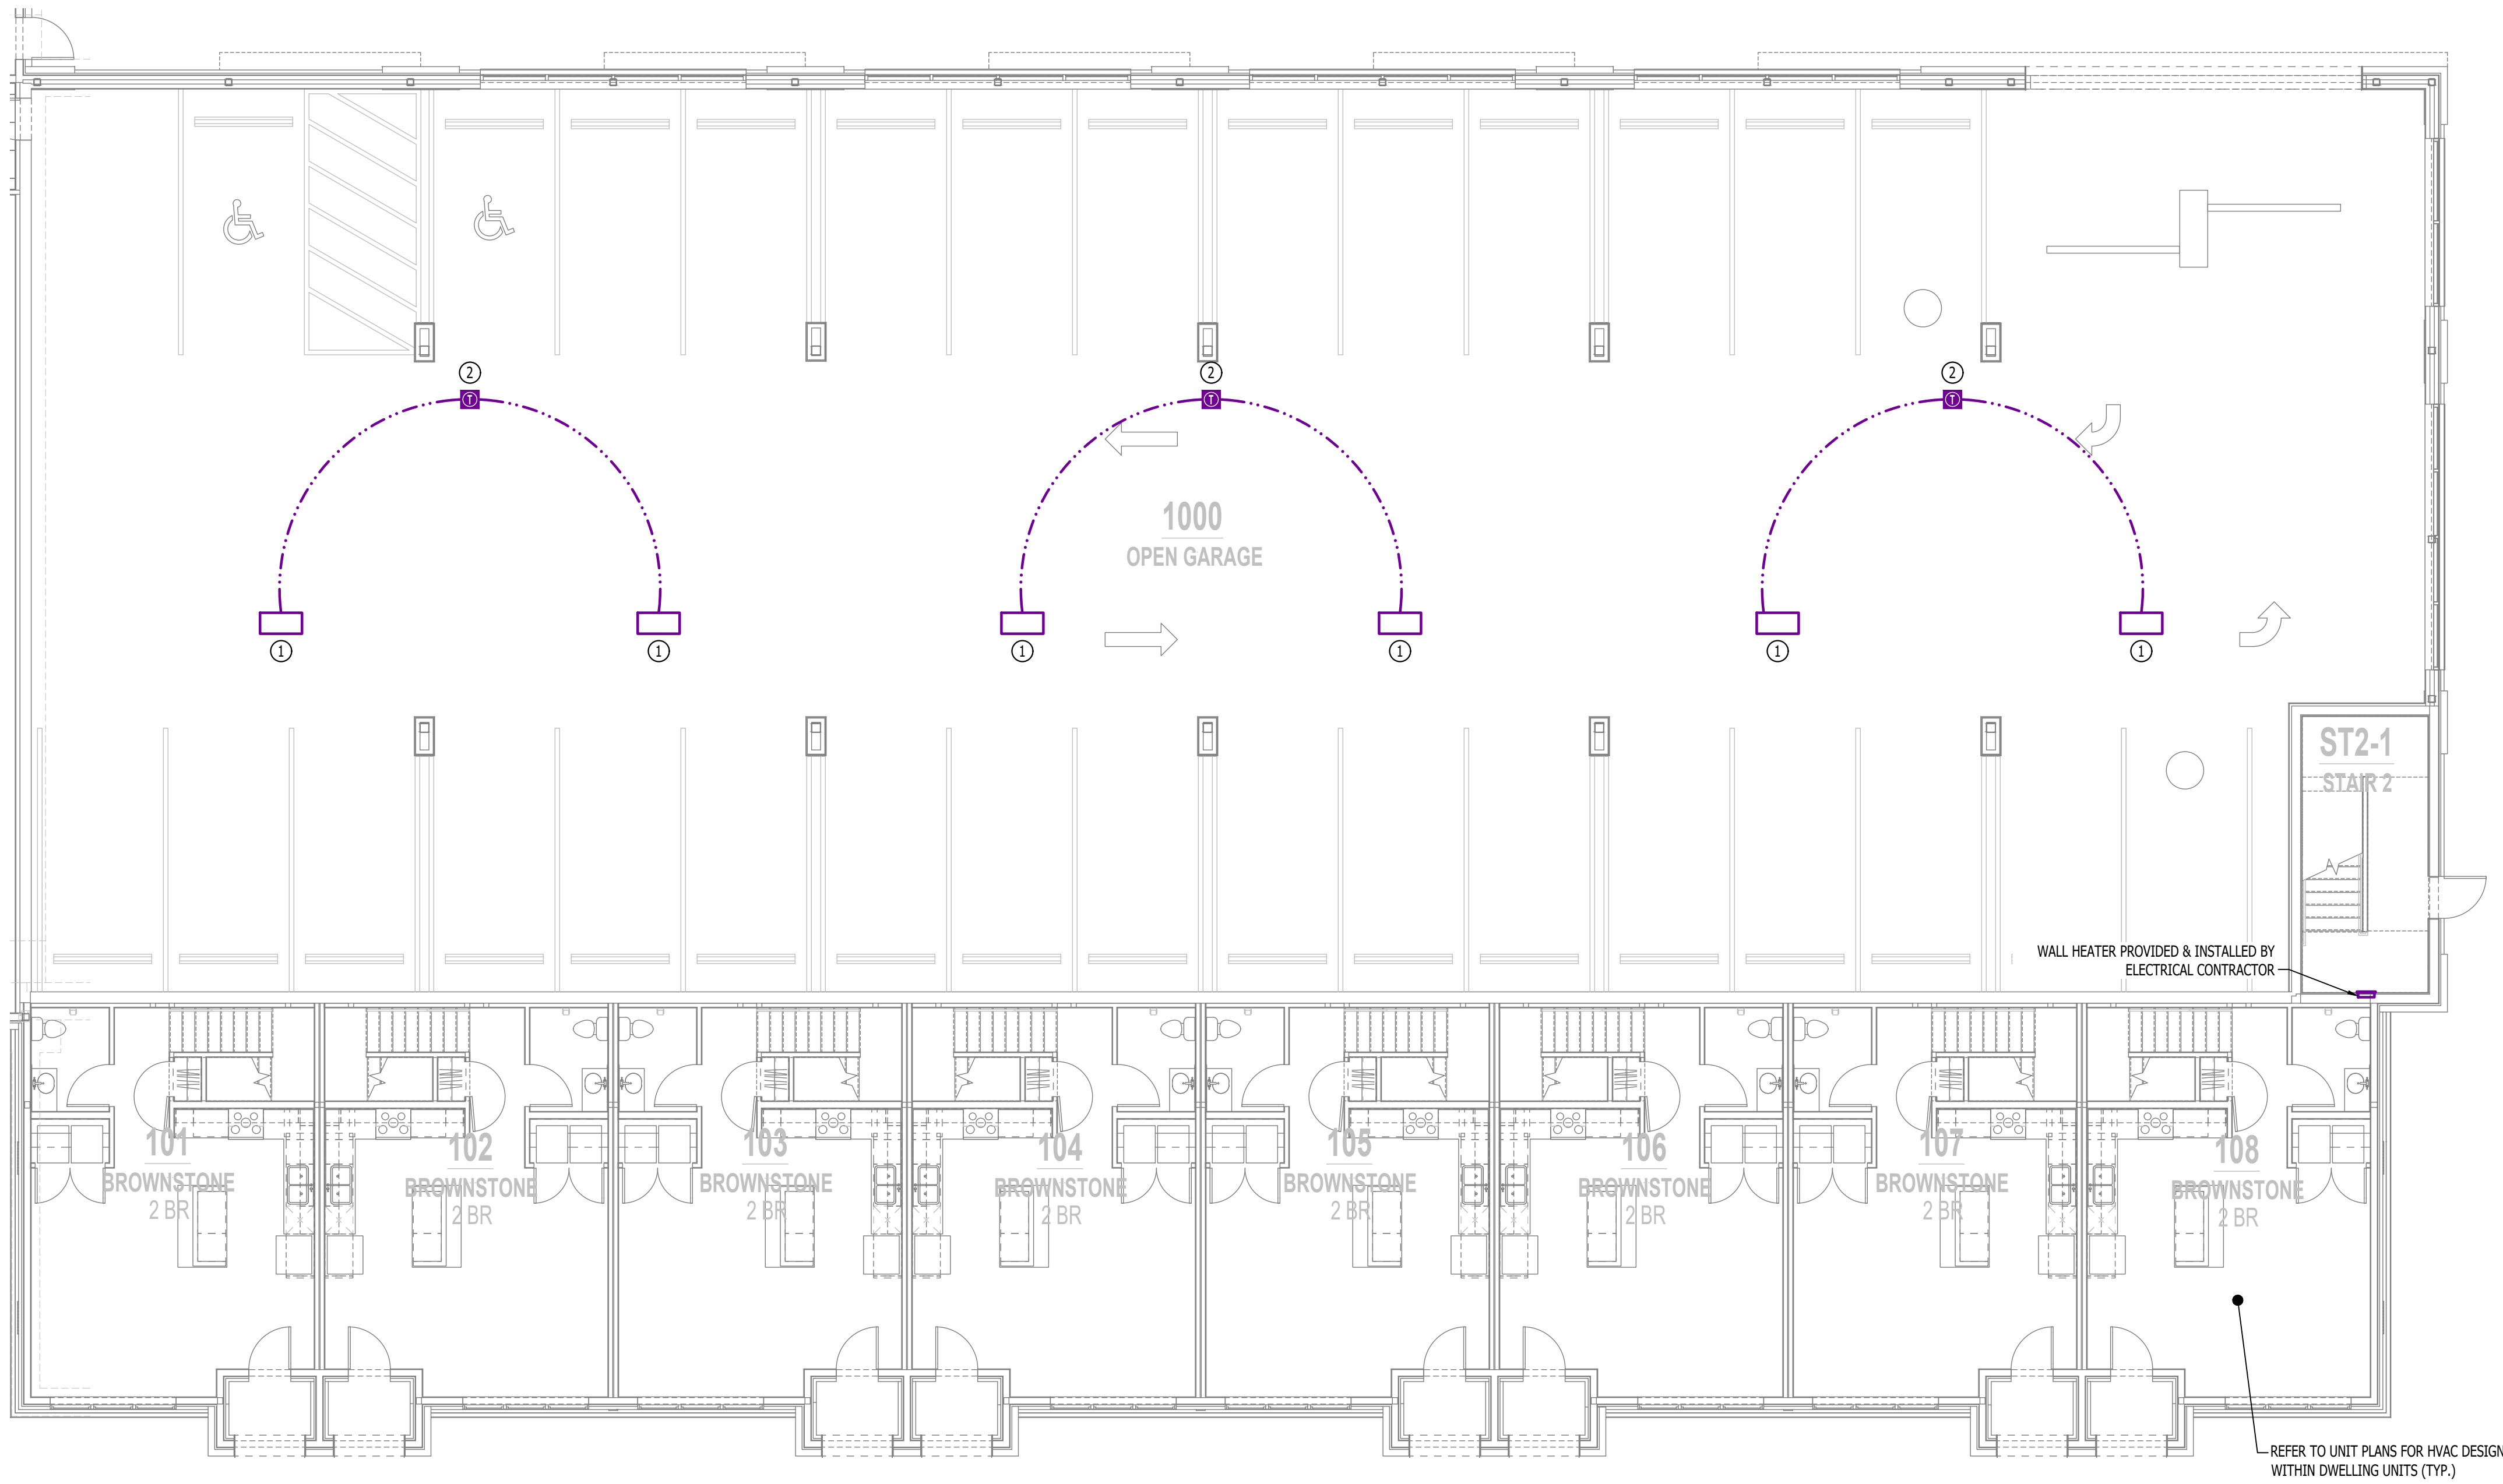 2
2
2
T
T
T
1000
OPEN GARAGE
1
1
1
1
1
1
ST2-1
STAIR 2
WALL HEATER PROVIDED & INSTALLED BY
ELECTRICAL CONTRACTOR
101
BROWNSTONE
2 BR
102
BROWNSTONE
2 BR
103
BROWNSTONE
2 BR
104
BROWNSTONE
2 BR
105
BROWNSTONE
2 BR
106
BROWNSTONE
2 BR
107
BROWNSTONE
2 BR
108
BROWNSTONE
2 BR
REFER TO UNIT PLANS FOR HVAC DESIGN
WITHIN DWELLING UNITS (TYP.)